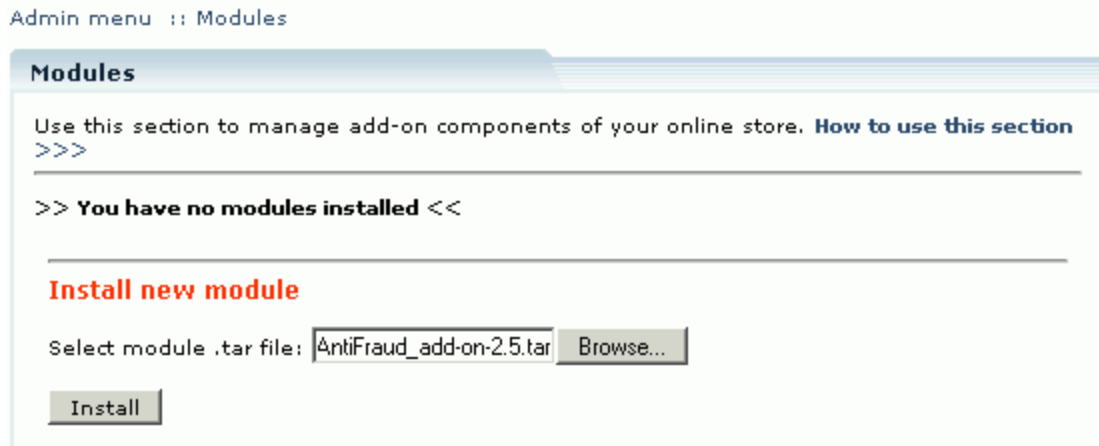 Admin menu :: Modules
Modules
Use this section to manage add-on components of your online store. How to use this section
>>>
>> You have no modules installed <<
Install new module
Select module .tar file: AntiFraud_add-on-2.5.tar Browse...
Install